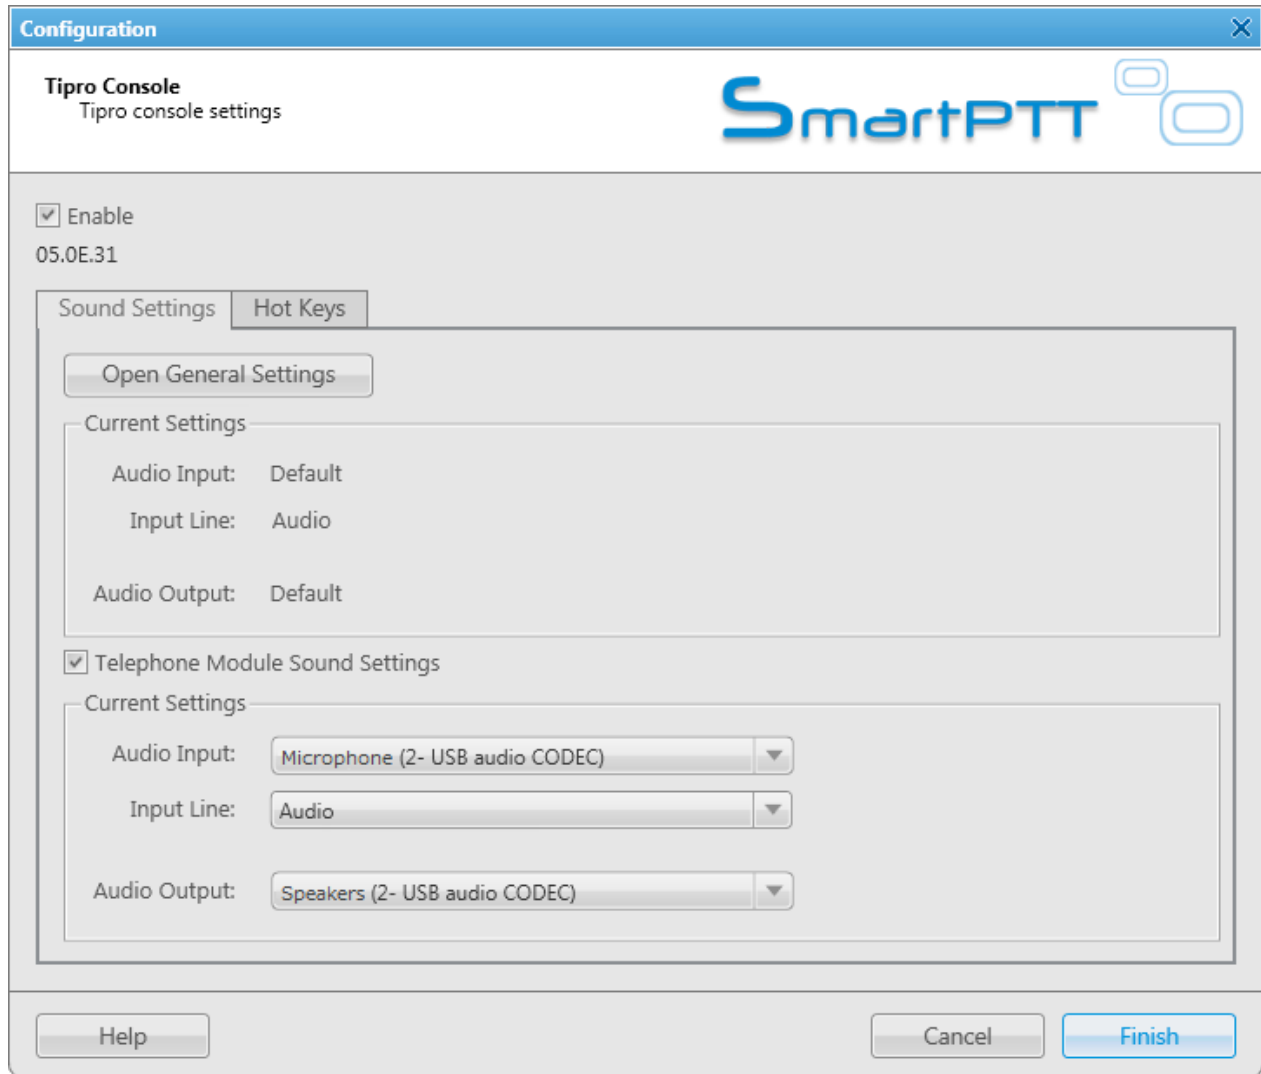 Configuration
Tipro Console
Tipro console settings
SmartPTT
Enable
05.0E.31
Sound Settings Hot Keys
Open General Settings
Current Settings
Audio Input: Default
Input Line: Audio
Audio Output: Default
Telephone Module Sound Settings
Current Settings
Audio Input: Microphone (2- USB audio CODEC)
Input Line: Audio
Audio Output: Speakers (2- USB audio CODEC)
Help Cancel Finish